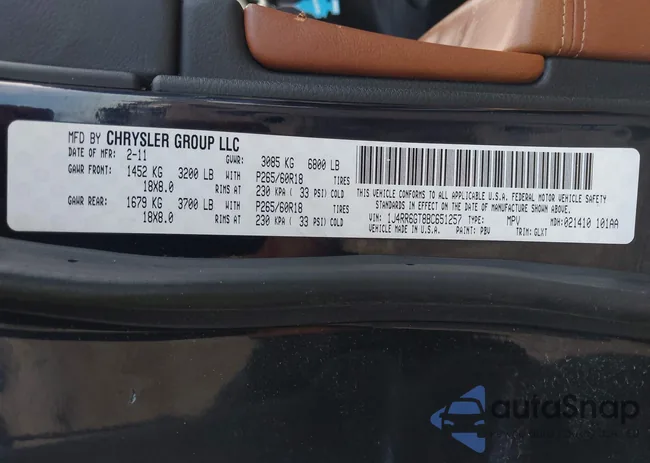 MFD BY CHRYSLER GROUP LLC
DATE OF MFR: 2-11 GVWR: 3085 KG 6800 LB
GAWR FRONT: 1452 KG 3200 LB WITH P265/60R18 TIRES
18X8.0 RIMS AT 230 KPA ( 33 PSI) COLD
GAWR REAR: 1679 KG 3700 LB WITH P265/60R18 TIRES
18X8.0 RIMS AT 230 KPA ( 33 PSI) COLD
THIS VEHICLE CONFORMS TO ALL APPLICABLE U.S.A. FEDERAL MOTOR VEHICLE SAFETY
STANDARDS IN EFFECT ON THE DATE OF MANUFACTURE SHOWN ABOVE.
VIN: 1J4RR6GT8BC651257 TYPE: MPV MDH:021410 101AA
VEHICLE MADE IN U.S.A. PAINT: PBV TRIM: GLXT
autoSnap